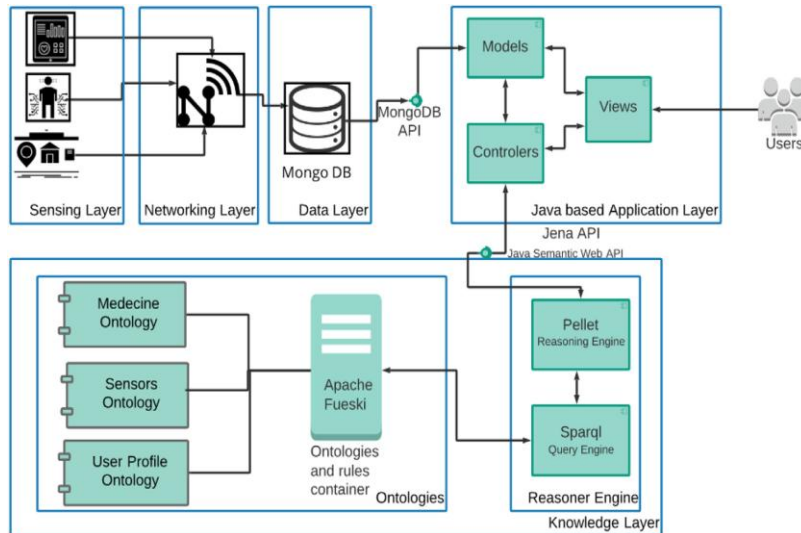 Sensing Layer
Networking Layer
Mongo DB
Data Layer
MongoDB
API
Models
Controlers
Views
Java based Application Layer
Users
Jena API
Java Semantic Web API
Medecine
Ontology
Sensors
Ontology
User Profile
Ontology
Apache
Fueski
Ontologies
and rules
container
Ontologies
Pellet
Reasoning Engine
Sparql
Query Engine
Reasoner Engine
Knowledge Layer